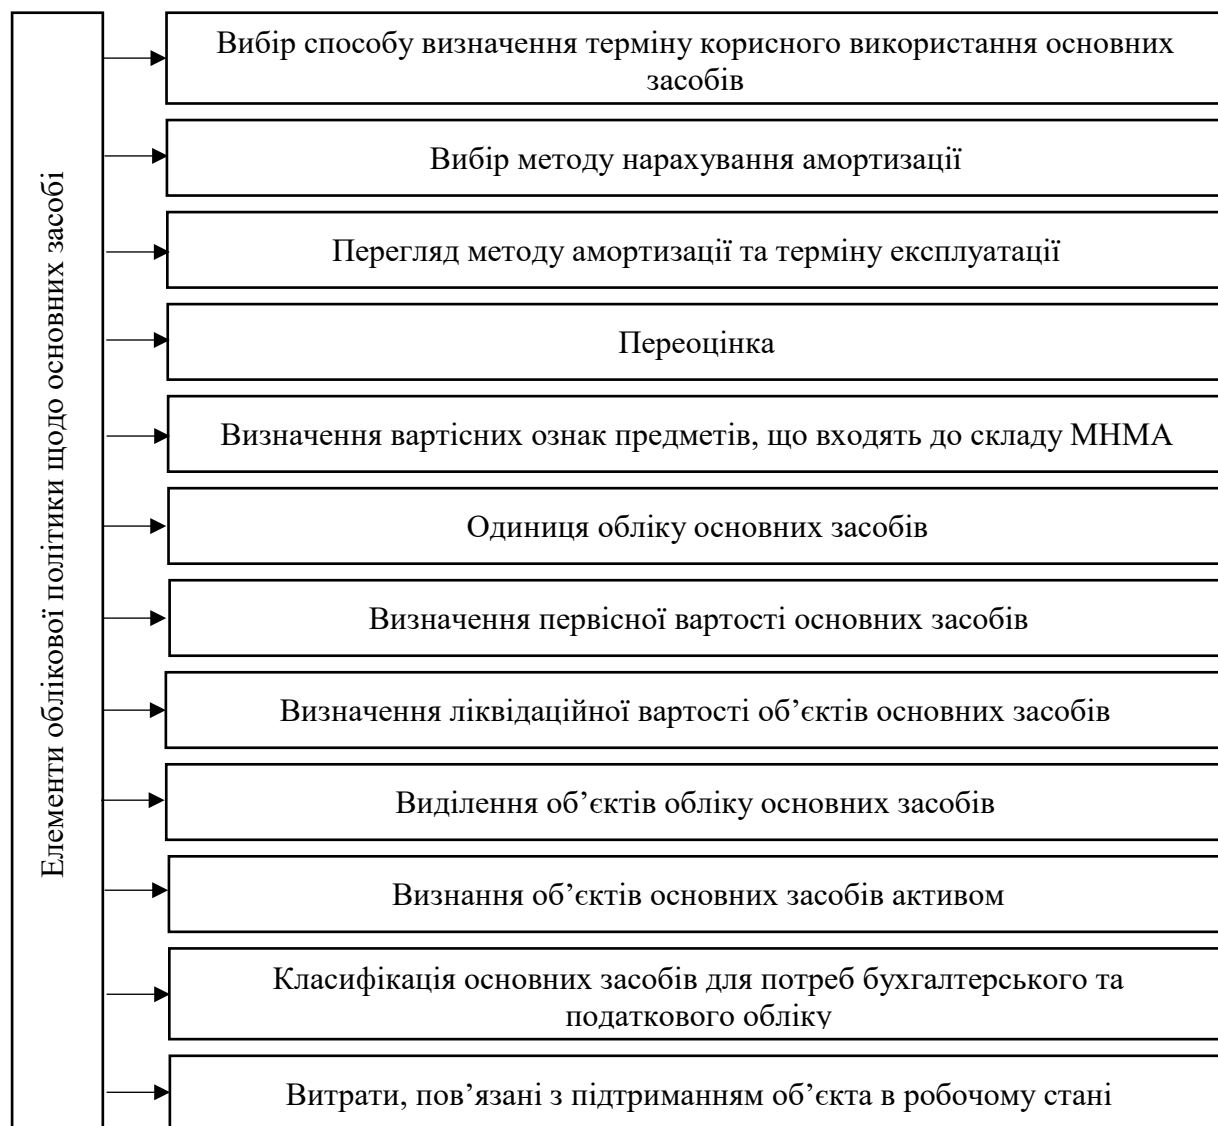 Елементи облікової політики щодо основних засобі
Вибір способу визначення терміну корисного використання основних
засобів
Вибір методу нарахування амортизації
Перегляд методу амортизації та терміну експлуатації
Переоцінка
Визначення вартісних ознак предметів, що входять до складу МНМА
Одиниця обліку основних засобів
Визначення первісної вартості основних засобів
Визначення ліквідаційної вартості об’єктів основних засобів
Виділення об’єктів обліку основних засобів
Визнання об’єктів основних засобів активом
Класифікація основних засобів для потреб бухгалтерського та
податкового обліку
Витрати, пов’язані з підтриманням об’єкта в робочому стані